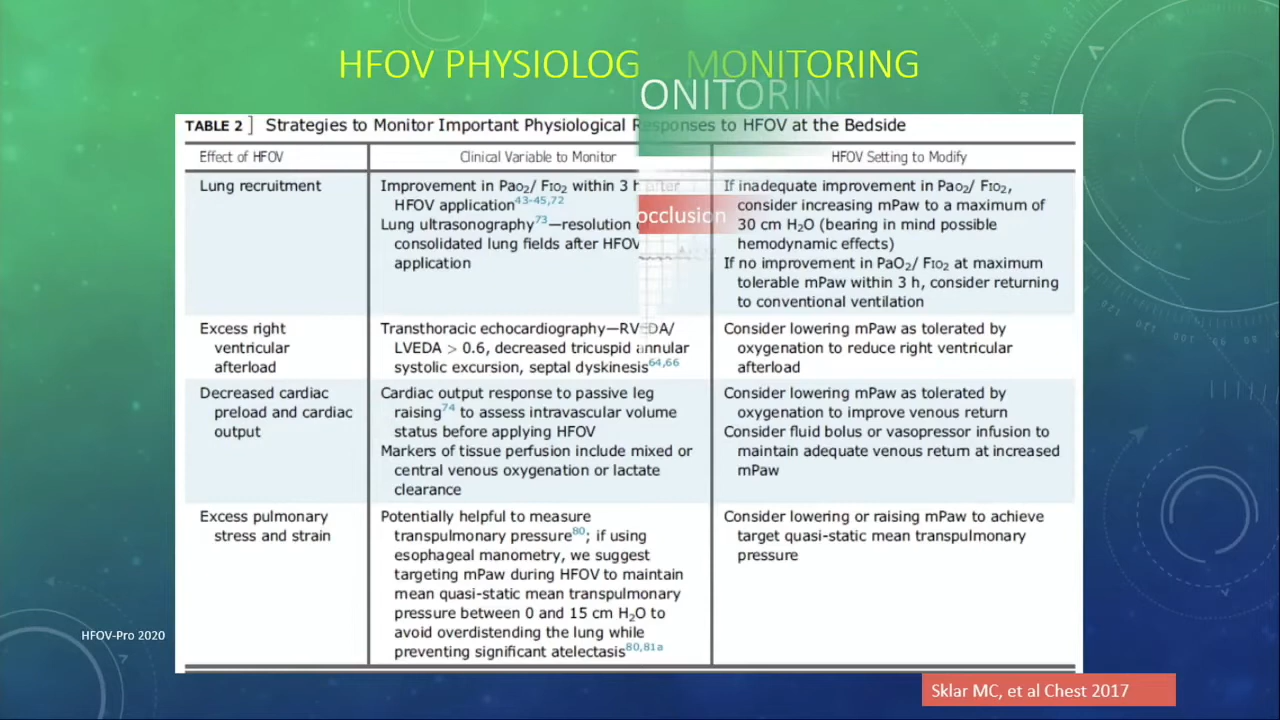 HFOV PHYSIOLOG MONITORING
ONITORING
TABLE 2 ] Strategies to Monitor Important Physiological Responses to HFOV at the Bedside
Effect of HFOV
Clinical Variable to Monitor
HFOV Setting to Modify
Lung recruitment
Improvement in PaO2/ FIO2 within 3 h after
HFOV application43-45,72
Lung ultrasonography73—resolution
consolidated lung fields after HFOV
application
If inadequate improvement in PaO2/ FIO2,
consider increasing mPaw to a maximum of
30 cm H2O (bearing in mind possible
hemodynamic effects)
If no improvement in PaO2/ FIO2 at maximum
tolerable mPaw within 3 h, consider returning
to conventional ventilation
occlusion
Excess right
ventricular
afterload
Transthoracic echocardiography—RVEDA/
LVEDA > 0.6, decreased tricuspid annular
systolic excursion, septal dyskinesis64,66
Consider lowering mPaw as tolerated by
oxygenation to reduce right ventricular
afterload
Decreased cardiac
preload and cardiac
output
Cardiac output response to passive leg
raising74 to assess intravascular volume
status before applying HFOV
Markers of tissue perfusion include mixed or
central venous oxygenation or lactate
clearance
Consider lowering mPaw as tolerated by
oxygenation to improve venous return
Consider fluid bolus or vasopressor infusion to
maintain adequate venous return at increased
mPaw
Excess pulmonary
stress and strain
Potentially helpful to measure
transpulmonary pressure80; if using
esophageal manometry, we suggest
targeting mPaw during HFOV to maintain
mean quasi-static mean transpulmonary
pressure between 0 and 15 cm H2O to
avoid overdistending the lung while
preventing significant atelectasis80,81a
Consider lowering or raising mPaw to achieve
target quasi-static mean transpulmonary
pressure
HFOV-Pro 2020
Sklar MC, et al Chest 2017